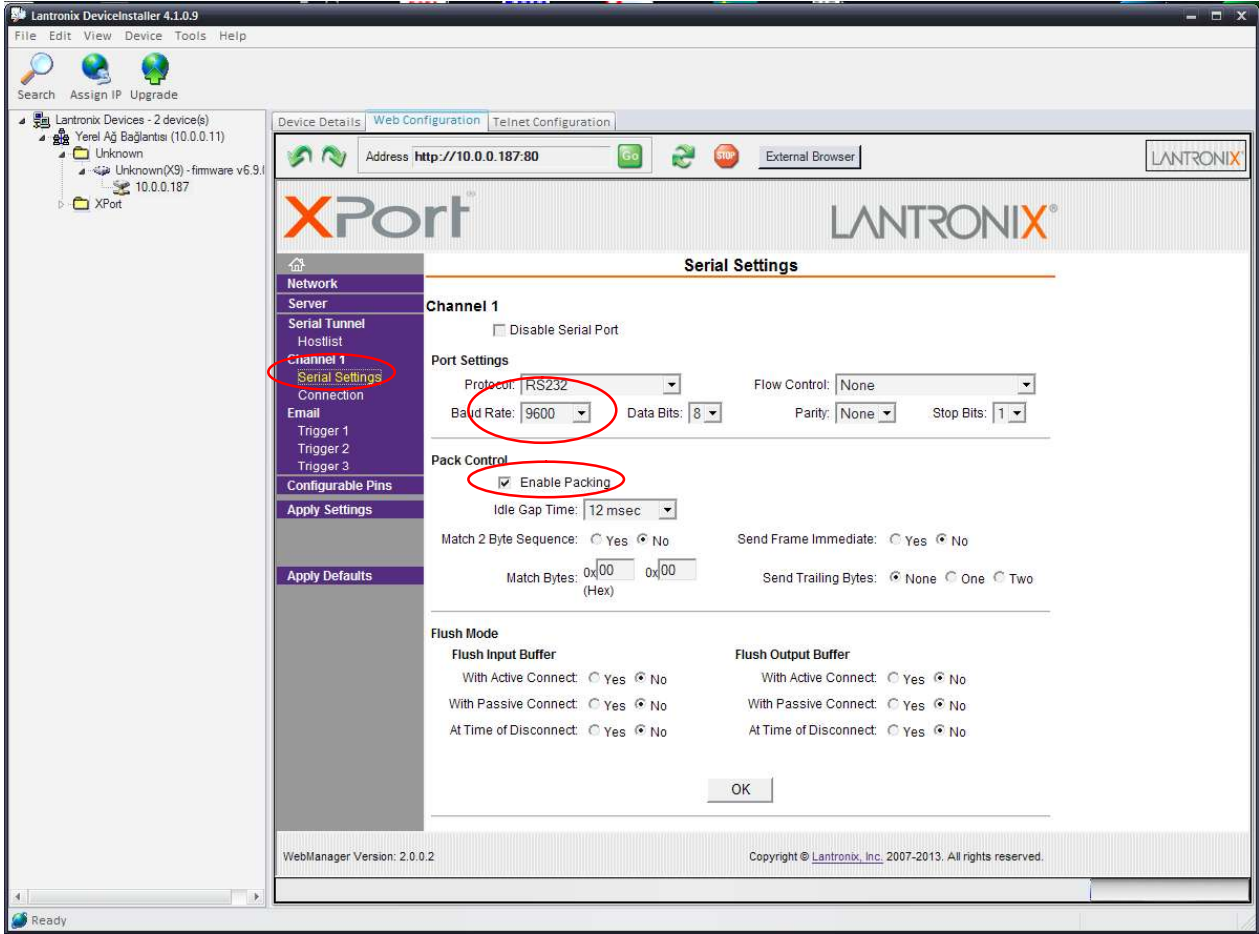 Lantronix DeviceInstaller 4.1.0.9
File Edit View Device Tools Help
Search Assign IP Upgrade
Lantronix Devices - 2 device(s)
Yerel Ağ Bağlantısı (10.0.0.11)
Unknown
Unknown(X9) - firmware v6.9.
10.0.0.187
XPort
Device Details Web Configuration Telnet Configuration
Address http://10.0.0.187:80 Go STOP External Browser LANTRONIX
XPort® LANTRONIX®
Serial Settings
Network
Server
Serial Tunnel
Hostlist
Channel 1
Serial Settings
Connection
Email
Trigger 1
Trigger 2
Trigger 3
Configurable Pins
Apply Settings
Apply Defaults
Channel 1
Disable Serial Port
Port Settings
Protocol: RS232 Flow Control: None
Baud Rate: 9600 Data Bits: 8 Parity: None Stop Bits: 1
Pack Control
Enable Packing
Idle Gap Time: 12 msec
Match 2 Byte Sequence: Yes No Send Frame Immediate: Yes No
Match Bytes: 0x00 0x00 Send Trailing Bytes: None One Two
(Hex)
Flush Mode
Flush Input Buffer Flush Output Buffer
With Active Connect: Yes No With Active Connect: Yes No
With Passive Connect: Yes No With Passive Connect: Yes No
At Time of Disconnect: Yes No At Time of Disconnect: Yes No
OK
WebManager Version: 2.0.0.2 Copyright © Lantronix, Inc. 2007-2013. All rights reserved.
Ready